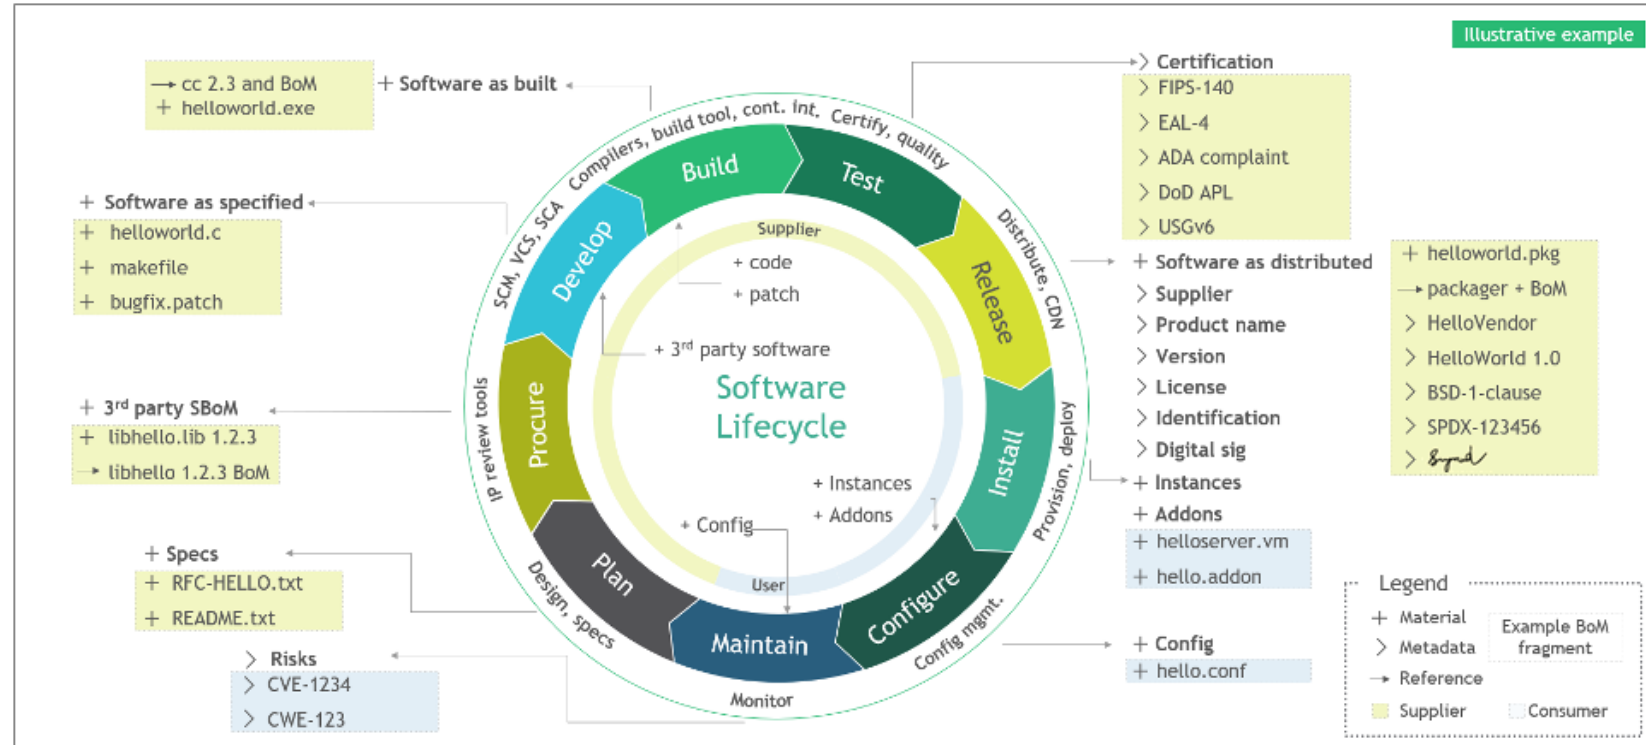 Illustrative example
→ cc 2.3 and BoM
+ helloworld.exe
+ Software as built
> Certification
> FIPS-140
> EAL-4
> ADA complaint
> DoD APL
> USGv6
Compilers, build tool, cont. int.
Certify, quality
Build
Test
+ Software as specified
+ helloworld.c
+ makefile
+ bugfix.patch
SCM, VCS, SCA
Develop
Supplier
+ code
+ patch
+ 3rd party software
Release
Distribute, CDN
+ Software as distributed
> Supplier
> Product name
> Version
> License
> Identification
> Digital sig
+ helloworld.pkg
→ packager + BoM
> HelloVendor
> HelloWorld 1.0
> BSD-1-clause
> SPDX-123456
>
Software
Lifecycle
+ 3rd party SBoM
+ libhello.lib 1.2.3
→ libhello 1.2.3 BoM
IP review tools
Procure
Install
Provision, deploy
+ Instances
+ Addons
+ Instances
+ Addons
+ helloserver.vm
+ hello.addon
+ Config
+ Specs
+ RFC-HELLO.txt
+ README.txt
Design, specs
Plan
User
Maintain
Configure
Config mgmt.
+ Config
+ hello.conf
> Risks
> CVE-1234
> CWE-123
Monitor
Legend
+ Material
> Metadata
→ Reference
Supplier
Consumer
Example BoM
fragment